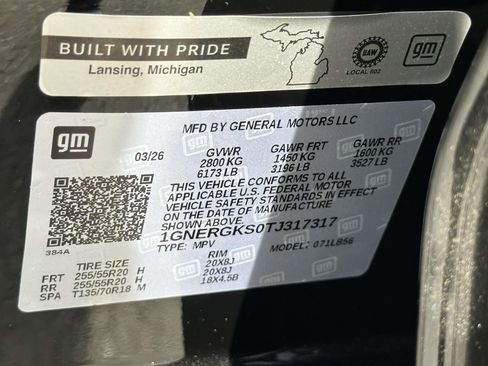 BUILT WITH PRIDE
Lansing, Michigan
UAW
LOCAL 602
gm
gm
MFD BY GENERAL MOTORS LLC
03/26 GVWR GAWR FRT GAWR RR
2800 KG 1450 KG 1600 KG
6173 LB 3196 LB 3527 LB
THIS VEHICLE CONFORMS TO ALL
APPLICABLE U.S. FEDERAL MOTOR
VEHICLE SAFETY STANDARDS IN EFFECT
ON THE DATE OF MANUFACTURE SHOWN ABOVE.
1GNERGKS0TJ317317
TYPE: MPV MODEL: 071LB56
384A
TIRE SIZE RIM
FRT 255/55R20 H 20X8J
RR 255/55R20 H 20X8J
SPA T135/70R18 M 18X4.5B